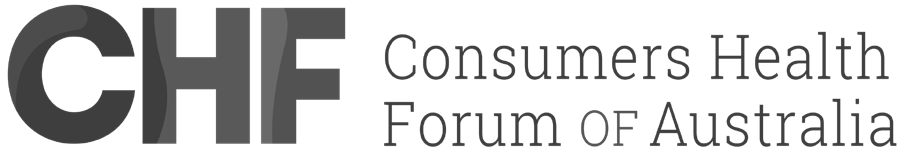 CHF
Consumers Health
Forum OF Australia